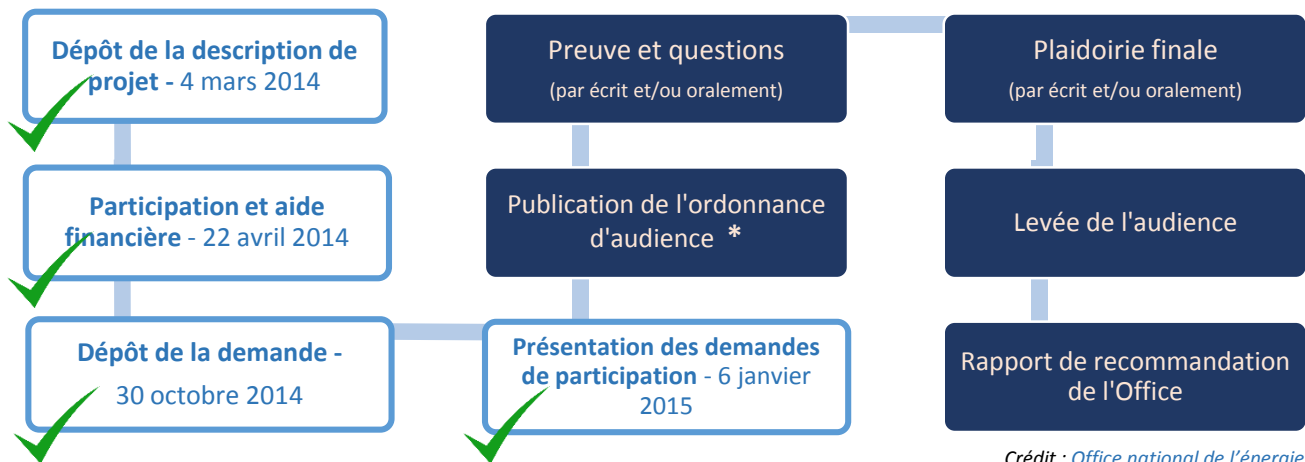 Dépôt de la description de
projet - 4 mars 2014
Participation et aide
financière - 22 avril 2014
Dépôt de la demande -
30 octobre 2014
Présentation des demandes
de participation - 6 janvier
2015
Publication de l'ordonnance
d'audience *
Preuve et questions
(par écrit et/ou oralement)
Plaidoirie finale
(par écrit et/ou oralement)
Levée de l'audience
Rapport de recommandation
de l'Office
Crédit : Office national de l'énergie